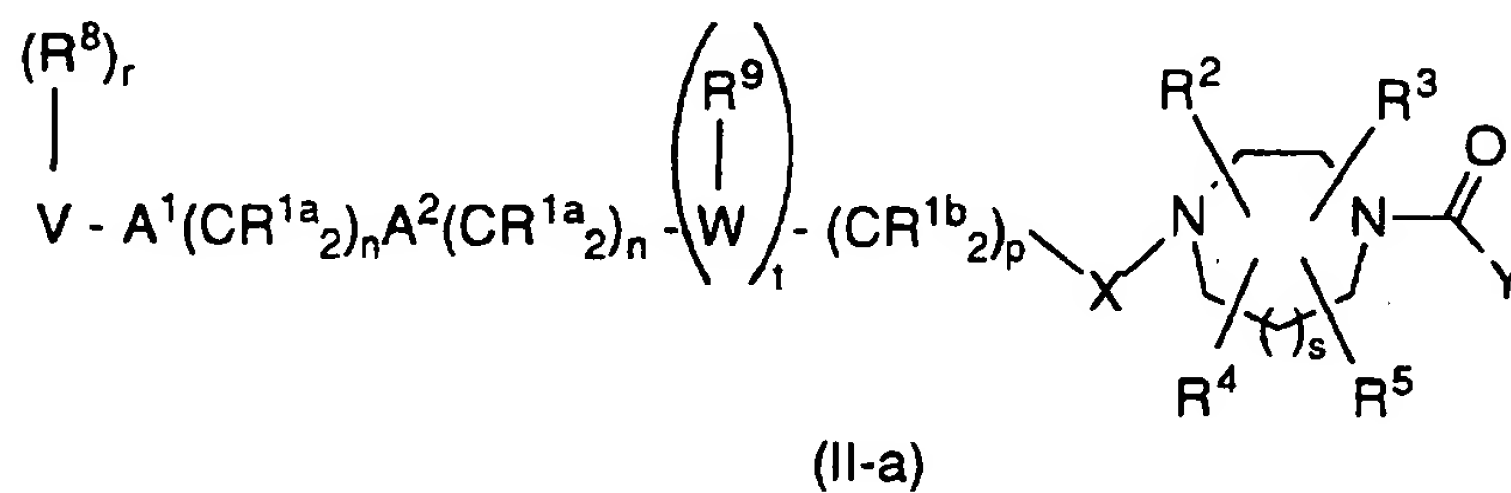 (R⁸)ᵣ
R⁹
R² R³
O
V - A¹(CR¹ᵃ₂)ₙA²(CR¹ᵃ₂)ₙ - (W)ₜ - (CR¹ᵇ₂)ₚ
N N
X
Y
( )ₛ
R⁴ R⁵
(II-a)